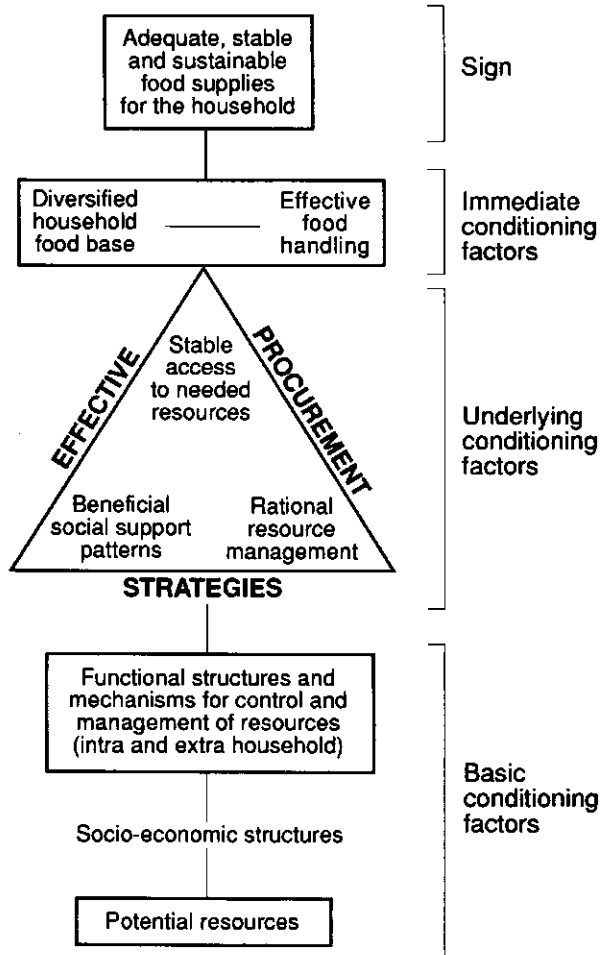 Adequate, stable
and sustainable
food supplies
for the household
Sign
Diversified
household
food base
Effective
food
handling
Immediate
conditioning
factors
EFFECTIVE
PROCUREMENT
STRATEGIES
Stable
access
to needed
resources
Beneficial
social support
patterns
Rational
resource
management
Underlying
conditioning
factors
Functional structures and
mechanisms for control and
management of resources
(intra and extra household)
Socio-economic structures
Potential resources
Basic
conditioning
factors